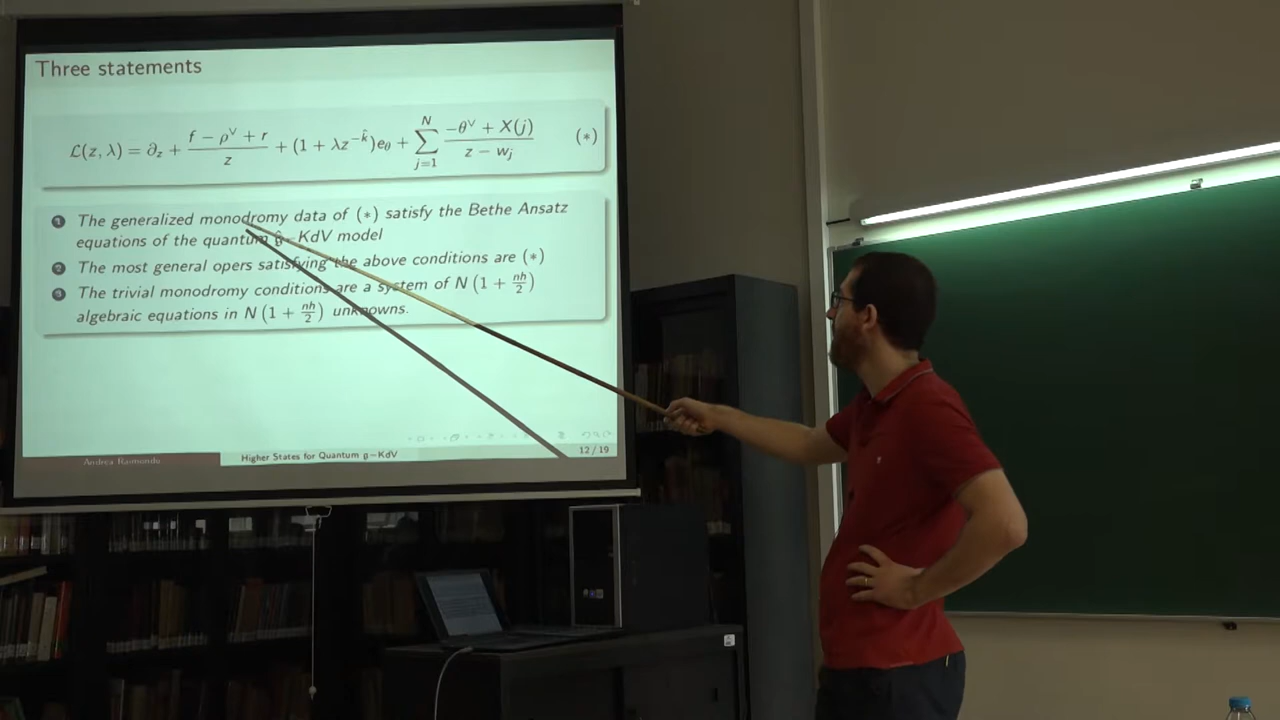 Three statements
ℒ(z, λ) = ∂_z + (f − ρ^∨ + r)/z + (1 + λz^{−k̂})e_θ + ∑_{j=1}^{N} (−θ^∨ + X(j))/(z − w_j) (∗)
1 The generalized monodromy data of (∗) satisfy the Bethe Ansatz
equations of the quantum ĝ−KdV model
2 The most general opers satisfying the above conditions are (∗)
3 The trivial monodromy conditions are a system of N(1 + nh/2)
algebraic equations in N(1 + nh/2) unknowns.
Andrea Raimondo
Higher States for Quantum g−KdV
12 / 19